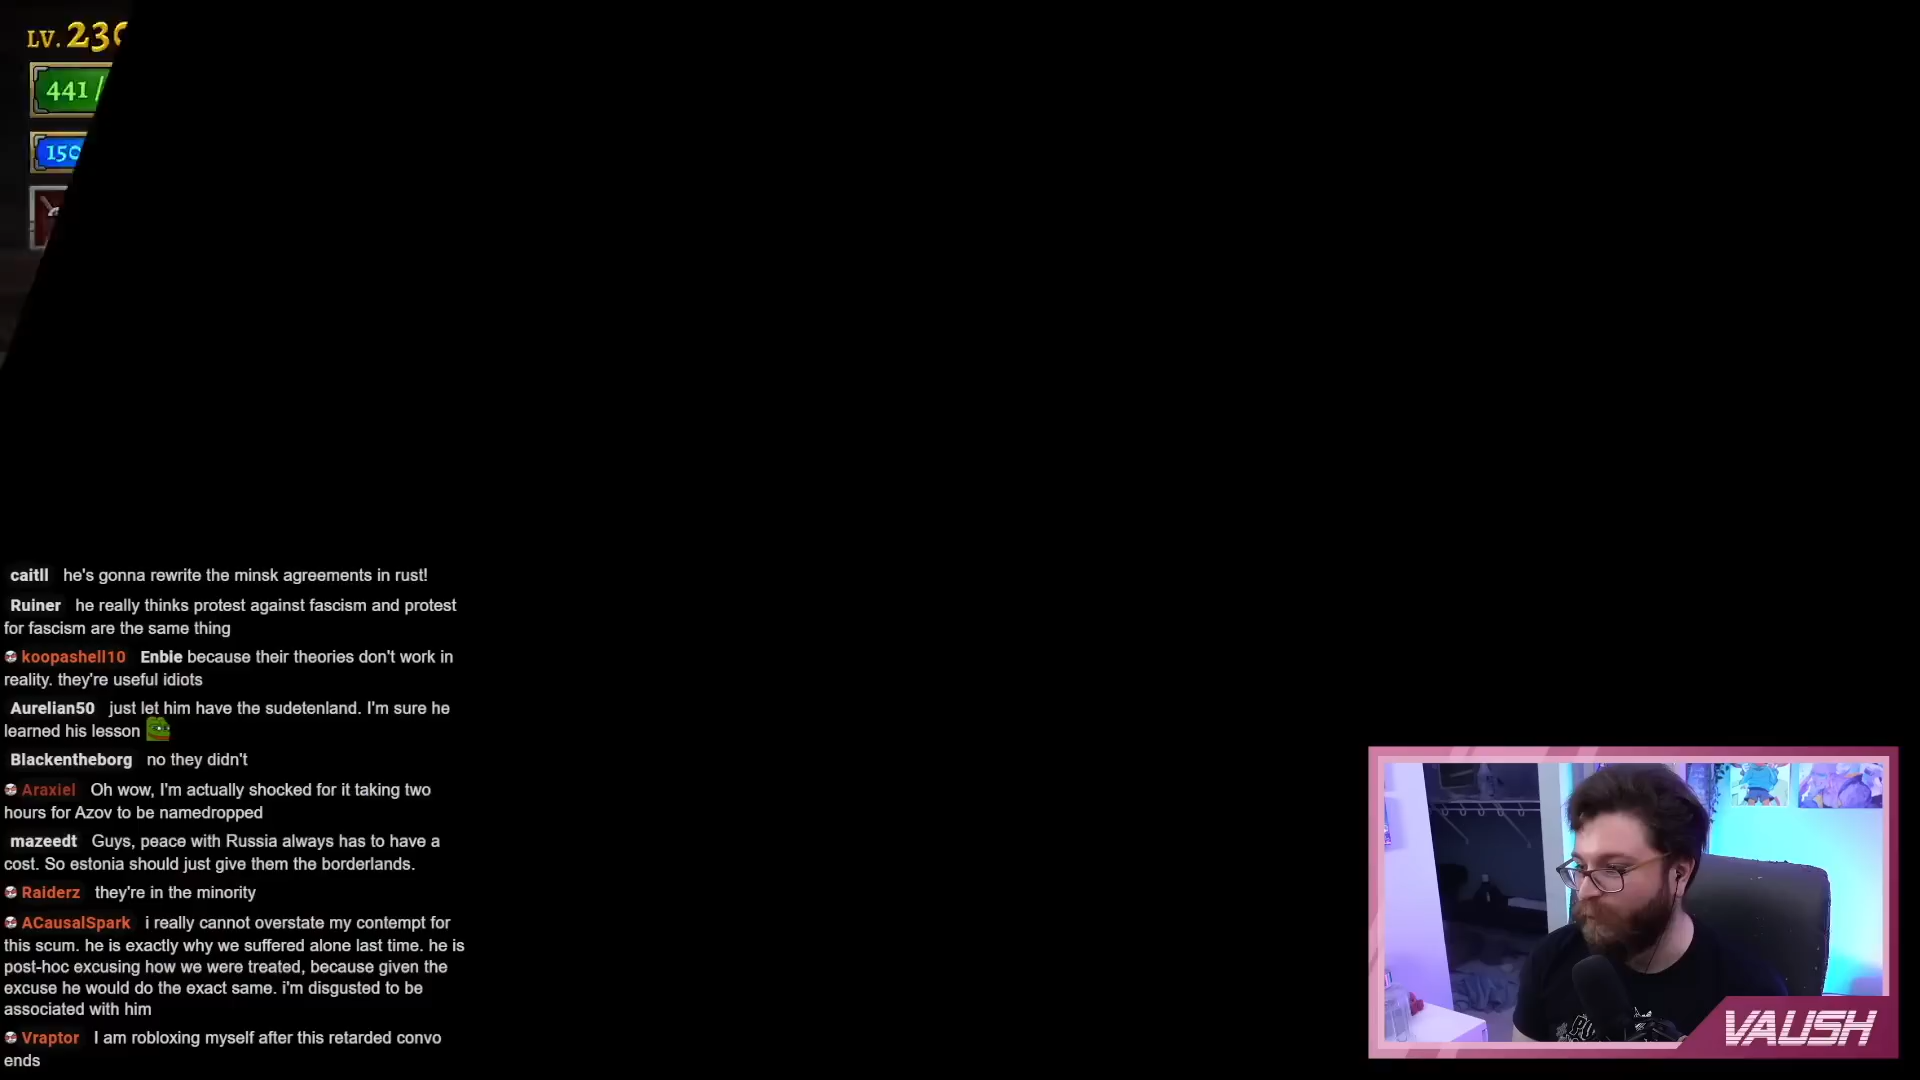 LV. 230
441 /
150
caitll he's gonna rewrite the minsk agreements in rust!
Ruiner he really thinks protest against fascism and protest
for fascism are the same thing
koopashell10 Enbie because their theories don't work in
reality. they're useful idiots
Aurelian50 just let him have the sudetenland. I'm sure he
learned his lesson
Blackentheborg no they didn't
Araxiel Oh wow, I'm actually shocked for it taking two
hours for Azov to be namedropped
mazeedt Guys, peace with Russia always has to have a
cost. So estonia should just give them the borderlands.
Raiderz they're in the minority
ACausalSpark i really cannot overstate my contempt for
this scum. he is exactly why we suffered alone last time. he is
post-hoc excusing how we were treated, because given the
excuse he would do the exact same. i'm disgusted to be
associated with him
Vraptor I am robloxing myself after this retarded convo
ends
VAUSH